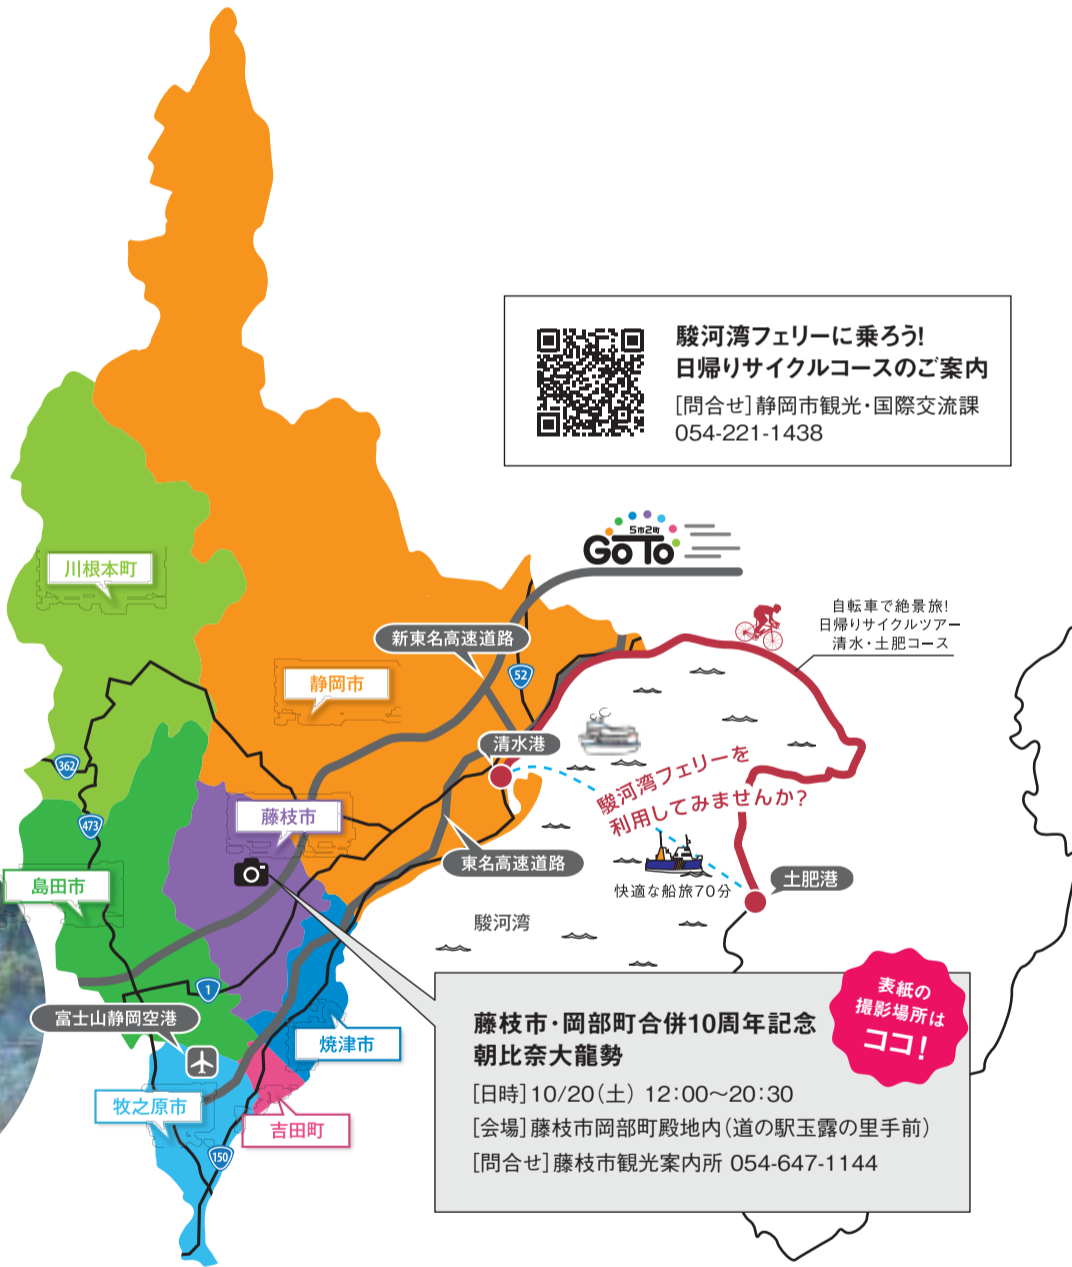 駿河湾フェリーに乗ろう!
日帰りサイクルコースのご案内
[問合せ]静岡市観光・国際交流課
054-221-1438
5市2町
GoTo
川根本町
新東名高速道路
自転車で絶景旅!
日帰りサイクルツアー
清水・土肥コース
52
静岡市
清水港
362
駿河湾フェリーを
利用してみませんか?
473
藤枝市
東名高速道路
島田市
快適な船旅70分
土肥港
駿河湾
1
富士山静岡空港
焼津市
牧之原市
吉田町
150
表紙の
撮影場所は
ココ!
藤枝市・岡部町合併10周年記念
朝比奈大龍勢
[日時]10/20(土) 12:00〜20:30
[会場]藤枝市岡部町殿地内(道の駅玉露の里手前)
[問合せ]藤枝市観光案内所 054-647-1144